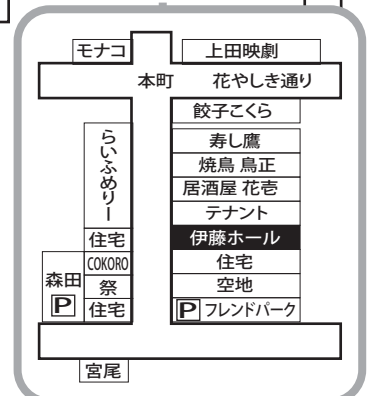 モナコ
上田映劇
本町 花やしき通り
餃子こくら
らいふめりー
寿し鷹
焼鳥 鳥正
居酒屋 花壱
テナント
住宅
伊藤ホール
COKORO
住宅
森田
P
祭
空地
住宅
P フレンドパーク
宮尾